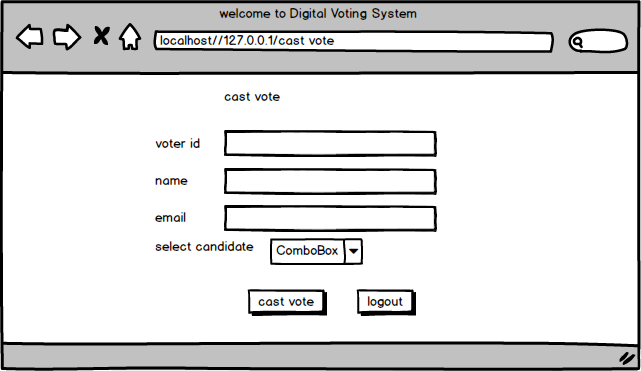 welcome to Digital Voting System
localhost//127.0.0.1/cast vote
cast vote
voter id
name
email
select candidate ComboBox
cast vote logout